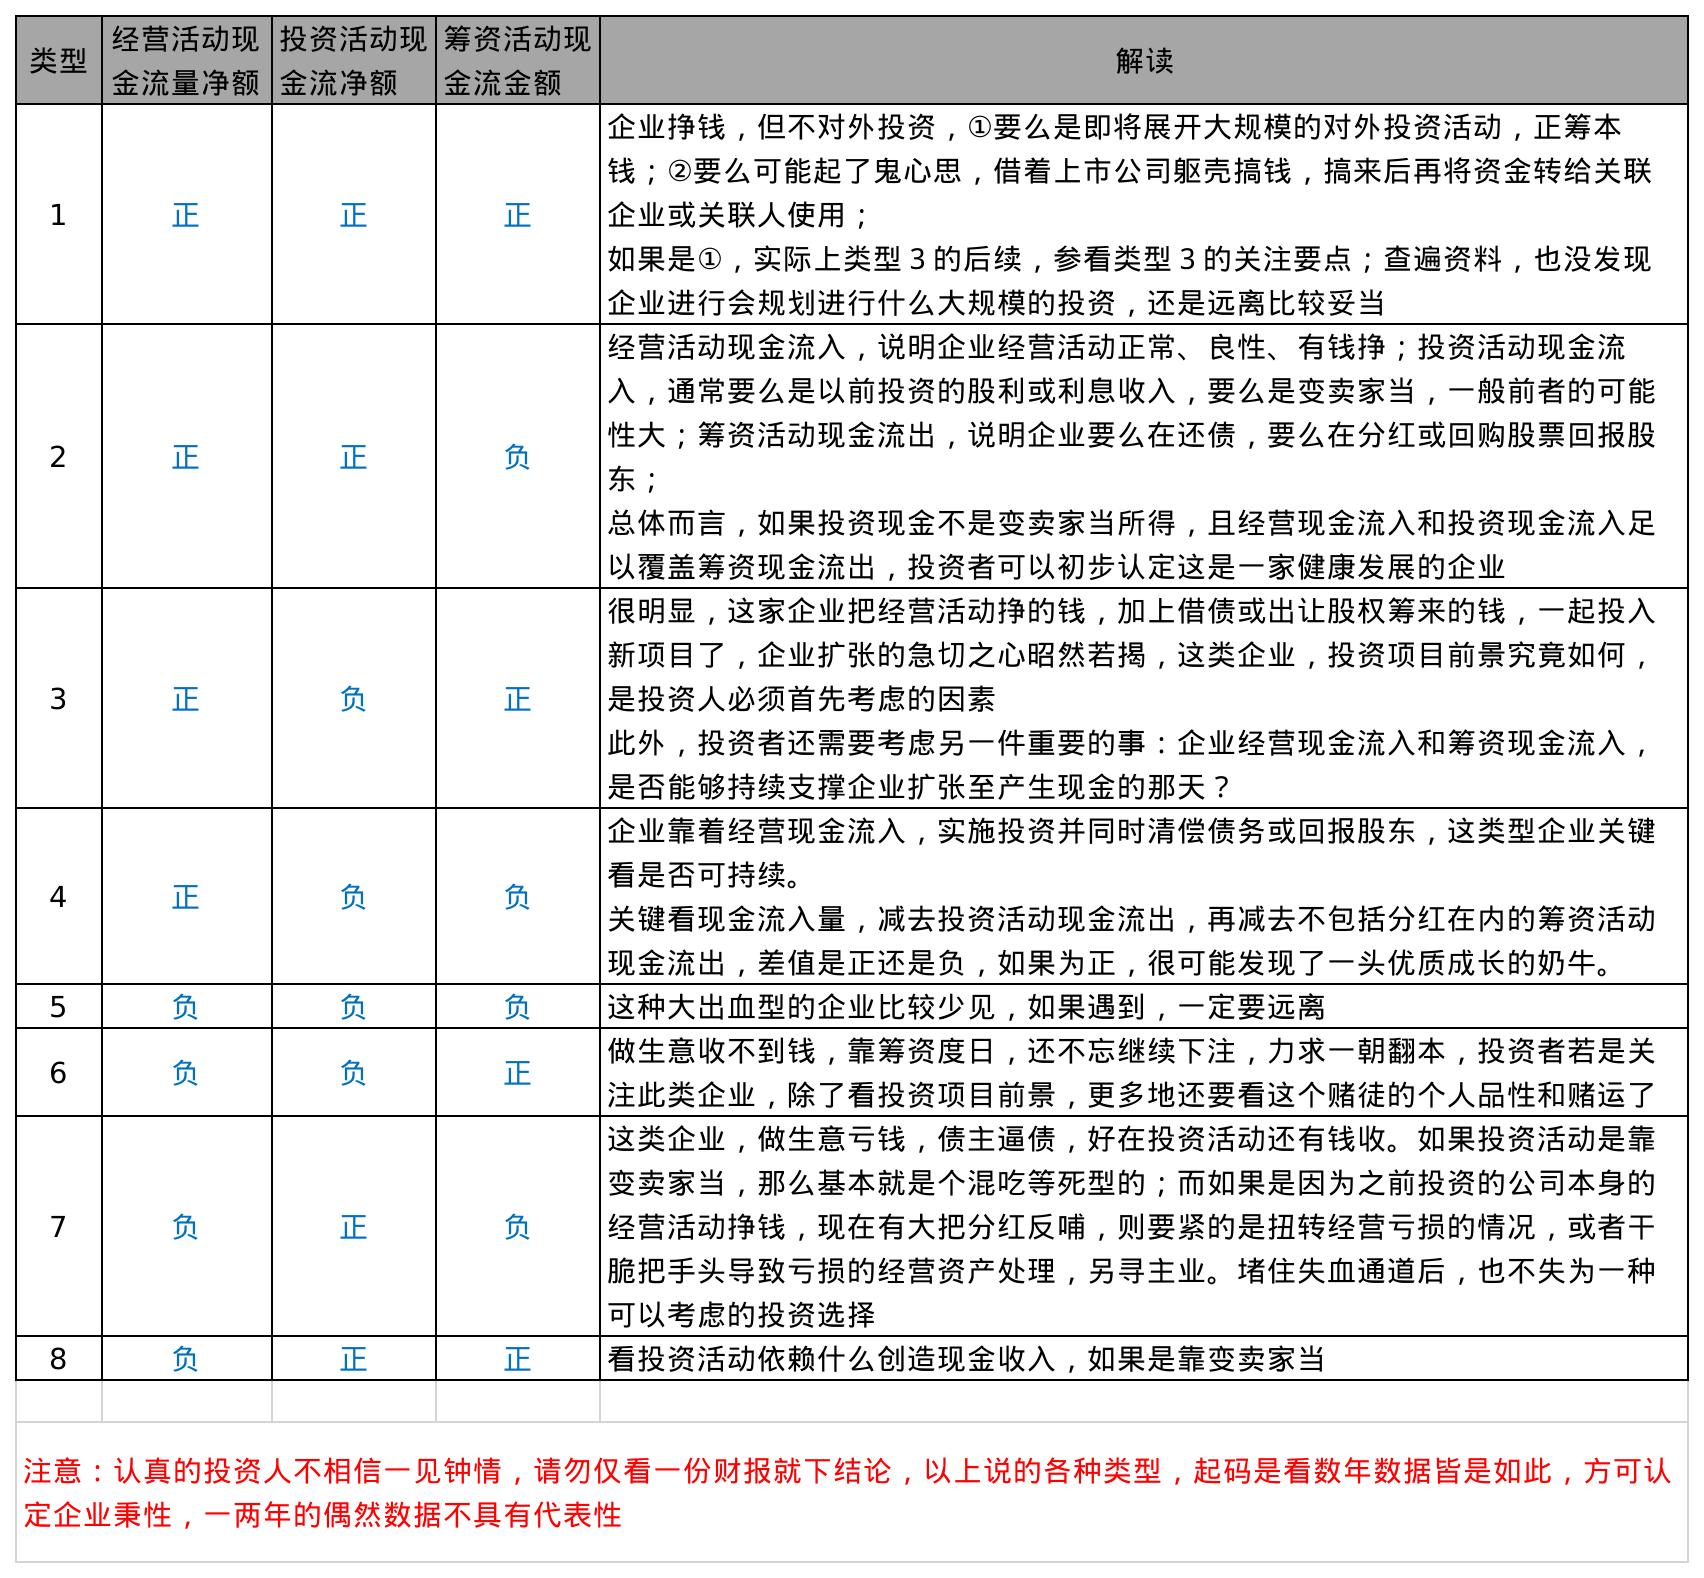 类型
经营活动现
金流量净额
投资活动现
金流净额
筹资活动现
金流金额
解读
1
正
正
正
企业挣钱，但不对外投资，①要么是即将展开大规模的对外投资活动，正筹本
钱；②要么可能起了鬼心思，借着上市公司躯壳搞钱，搞来后再将资金转给关联
企业或关联人使用；
如果是①，实际上类型3的后续，参看类型3的关注要点；查遍资料，也没发现
企业进行会规划进行什么大规模的投资，还是远离比较妥当
2
正
正
负
经营活动现金流入，说明企业经营活动正常、良性、有钱挣；投资活动现金流
入，通常要么是以前投资的股利或利息收入，要么是变卖家当，一般前者的可能
性大；筹资活动现金流出，说明企业要么在还债，要么在分红或回购股票回报股
东；
总体而言，如果投资现金不是变卖家当所得，且经营现金流入和投资现金流入足
以覆盖筹资现金流出，投资者可以初步认定这是一家健康发展的企业
3
正
负
正
很明显，这家企业把经营活动挣的钱，加上借债或出让股权筹来的钱，一起投入
新项目了，企业扩张的急切之心昭然若揭，这类企业，投资项目前景究竟如何，
是投资人必须首先考虑的因素
此外，投资者还需要考虑另一件重要的事：企业经营现金流入和筹资现金流入，
是否能够持续支撑企业扩张至产生现金的那天？
4
正
负
负
企业靠着经营现金流入，实施投资并同时清偿债务或回报股东，这类型企业关键
看是否可持续。
关键看现金流入量，减去投资活动现金流出，再减去不包括分红在内的筹资活动
现金流出，差值是正还是负，如果为正，很可能发现了一头优质成长的奶牛。
5
负
负
负
这种大出血型的企业比较少见，如果遇到，一定要远离
6
负
负
正
做生意收不到钱，靠筹资度日，还不忘继续下注，力求一朝翻本，投资者若是关
注此类企业，除了看投资项目前景，更多地还要看这个赌徒的个人品性和赌运了
7
负
正
负
这类企业，做生意亏钱，债主逼债，好在投资活动还有钱收。如果投资活动是靠
变卖家当，那么基本就是个混吃等死型的；而如果是因为之前投资的公司本身的
经营活动挣钱，现在有大把分红反哺，则要紧的是扭转经营亏损的情况，或者干
脆把手头导致亏损的经营资产处理，另寻主业。堵住失血通道后，也不失为一种
可以考虑的投资选择
8
负
正
正
看投资活动依赖什么创造现金收入，如果是靠变卖家当
注意：认真的投资人不相信一见钟情，请勿仅看一份财报就下结论，以上说的各种类型，起码是看数年数据皆是如此，方可认
定企业秉性，一两年的偶然数据不具有代表性